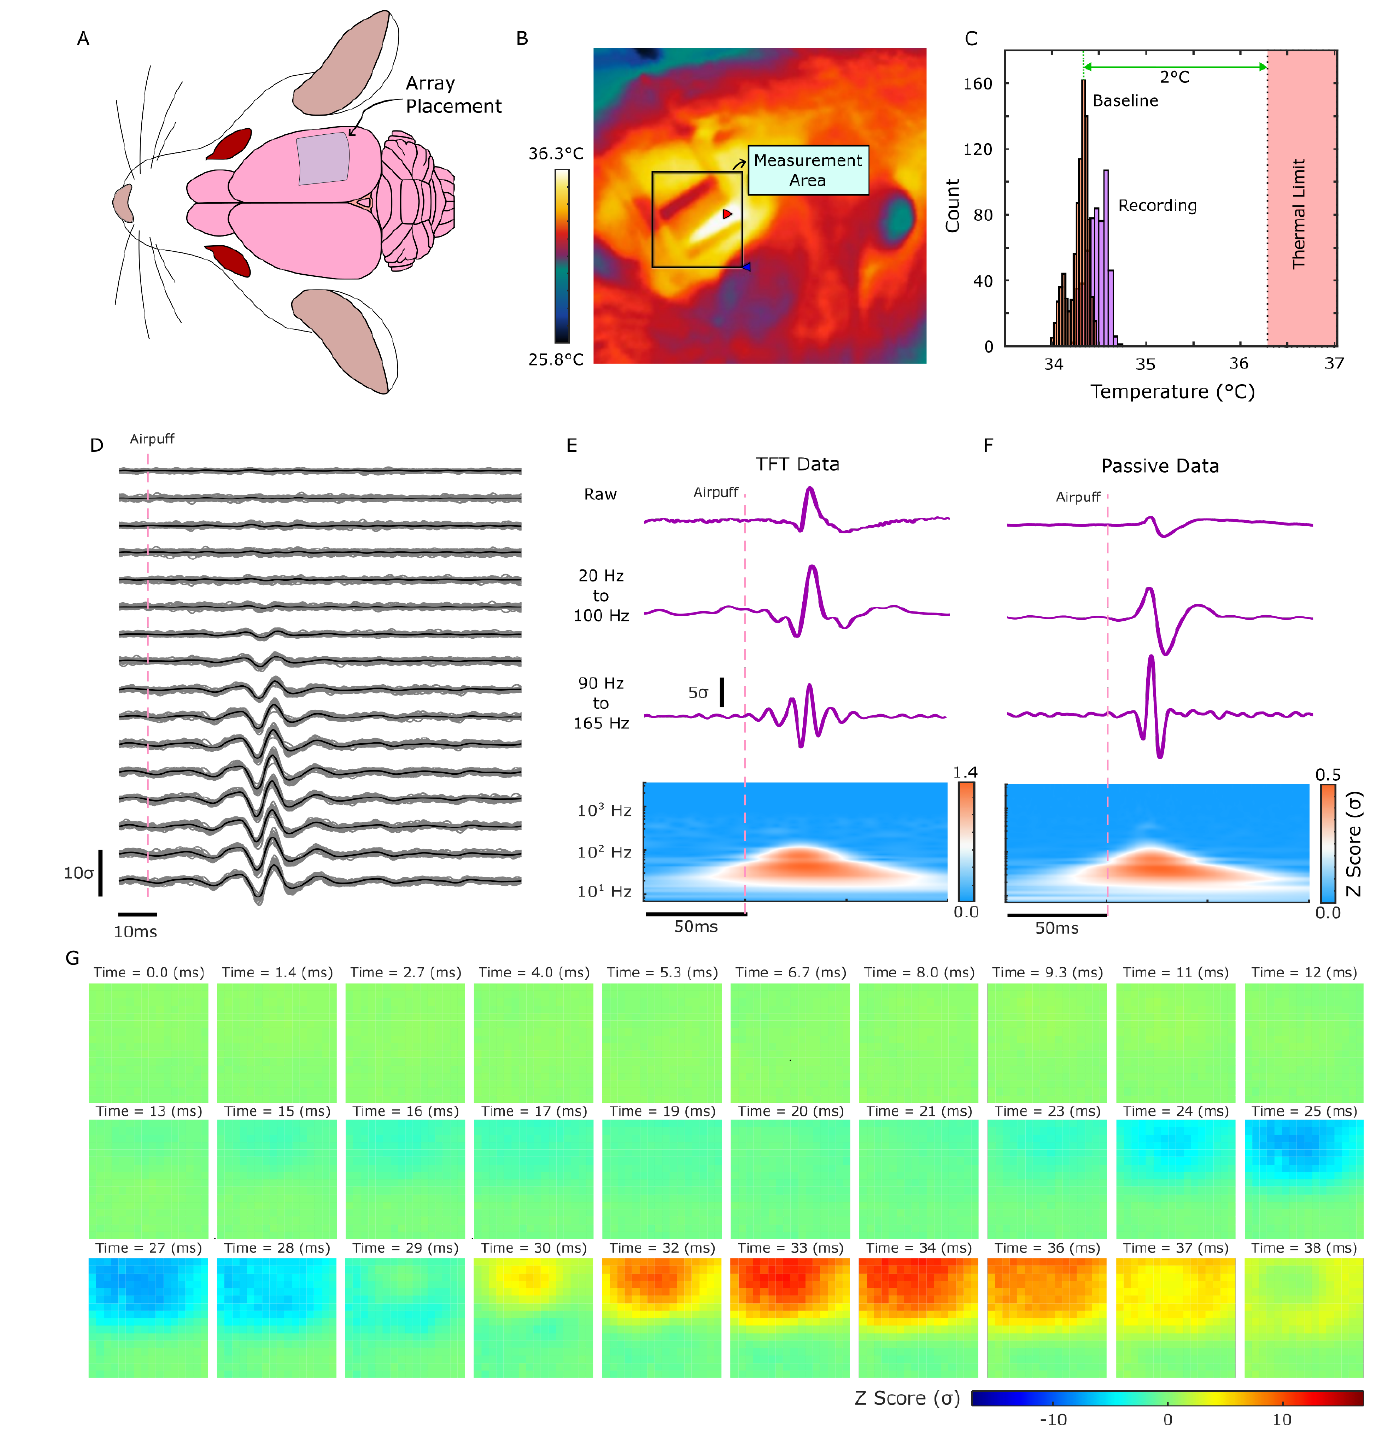 A
Array
Placement
B
36.3°C
25.8°C
Measurement
Area
C
Count
160
120
80
40
0
2°C
Baseline
Recording
Thermal Limit
34
35
36
37
Temperature (°C)
D
Airpuff
10σ
10ms
E
TFT Data
Raw
Airpuff
20 Hz
to
100 Hz
5σ
90 Hz
to
165 Hz
1.4
10³ Hz
10² Hz
10¹ Hz
0.0
50ms
F
Passive Data
Airpuff
0.5
0.0
Z Score (σ)
50ms
G
Time = 0.0 (ms) Time = 1.4 (ms) Time = 2.7 (ms) Time = 4.0 (ms) Time = 5.3 (ms) Time = 6.7 (ms) Time = 8.0 (ms) Time = 9.3 (ms) Time = 11 (ms) Time = 12 (ms)
Time = 13 (ms) Time = 15 (ms) Time = 16 (ms) Time = 17 (ms) Time = 19 (ms) Time = 20 (ms) Time = 21 (ms) Time = 23 (ms) Time = 24 (ms) Time = 25 (ms)
Time = 27 (ms) Time = 28 (ms) Time = 29 (ms) Time = 30 (ms) Time = 32 (ms) Time = 33 (ms) Time = 34 (ms) Time = 36 (ms) Time = 37 (ms) Time = 38 (ms)
Z Score (σ)
-10 0 10